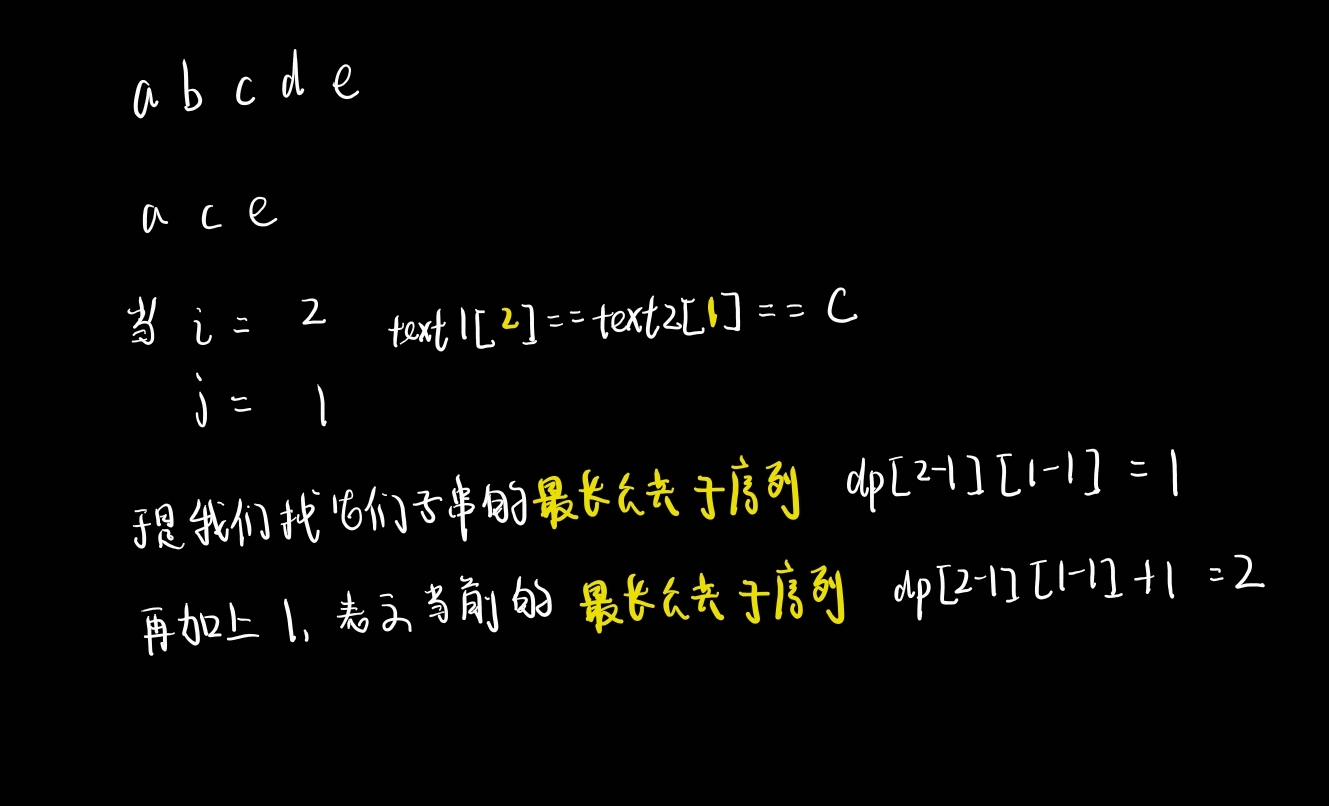 a b c d e
a c e
当 i = 2 text1[2]==text2[1]==C
j = 1
于是我们找它们子串的最长公共子序列 dp[2-1][1-1] = 1
再加上 1, 表示当前的 最长公共子序列 dp[2-1][1-1]+1 =2